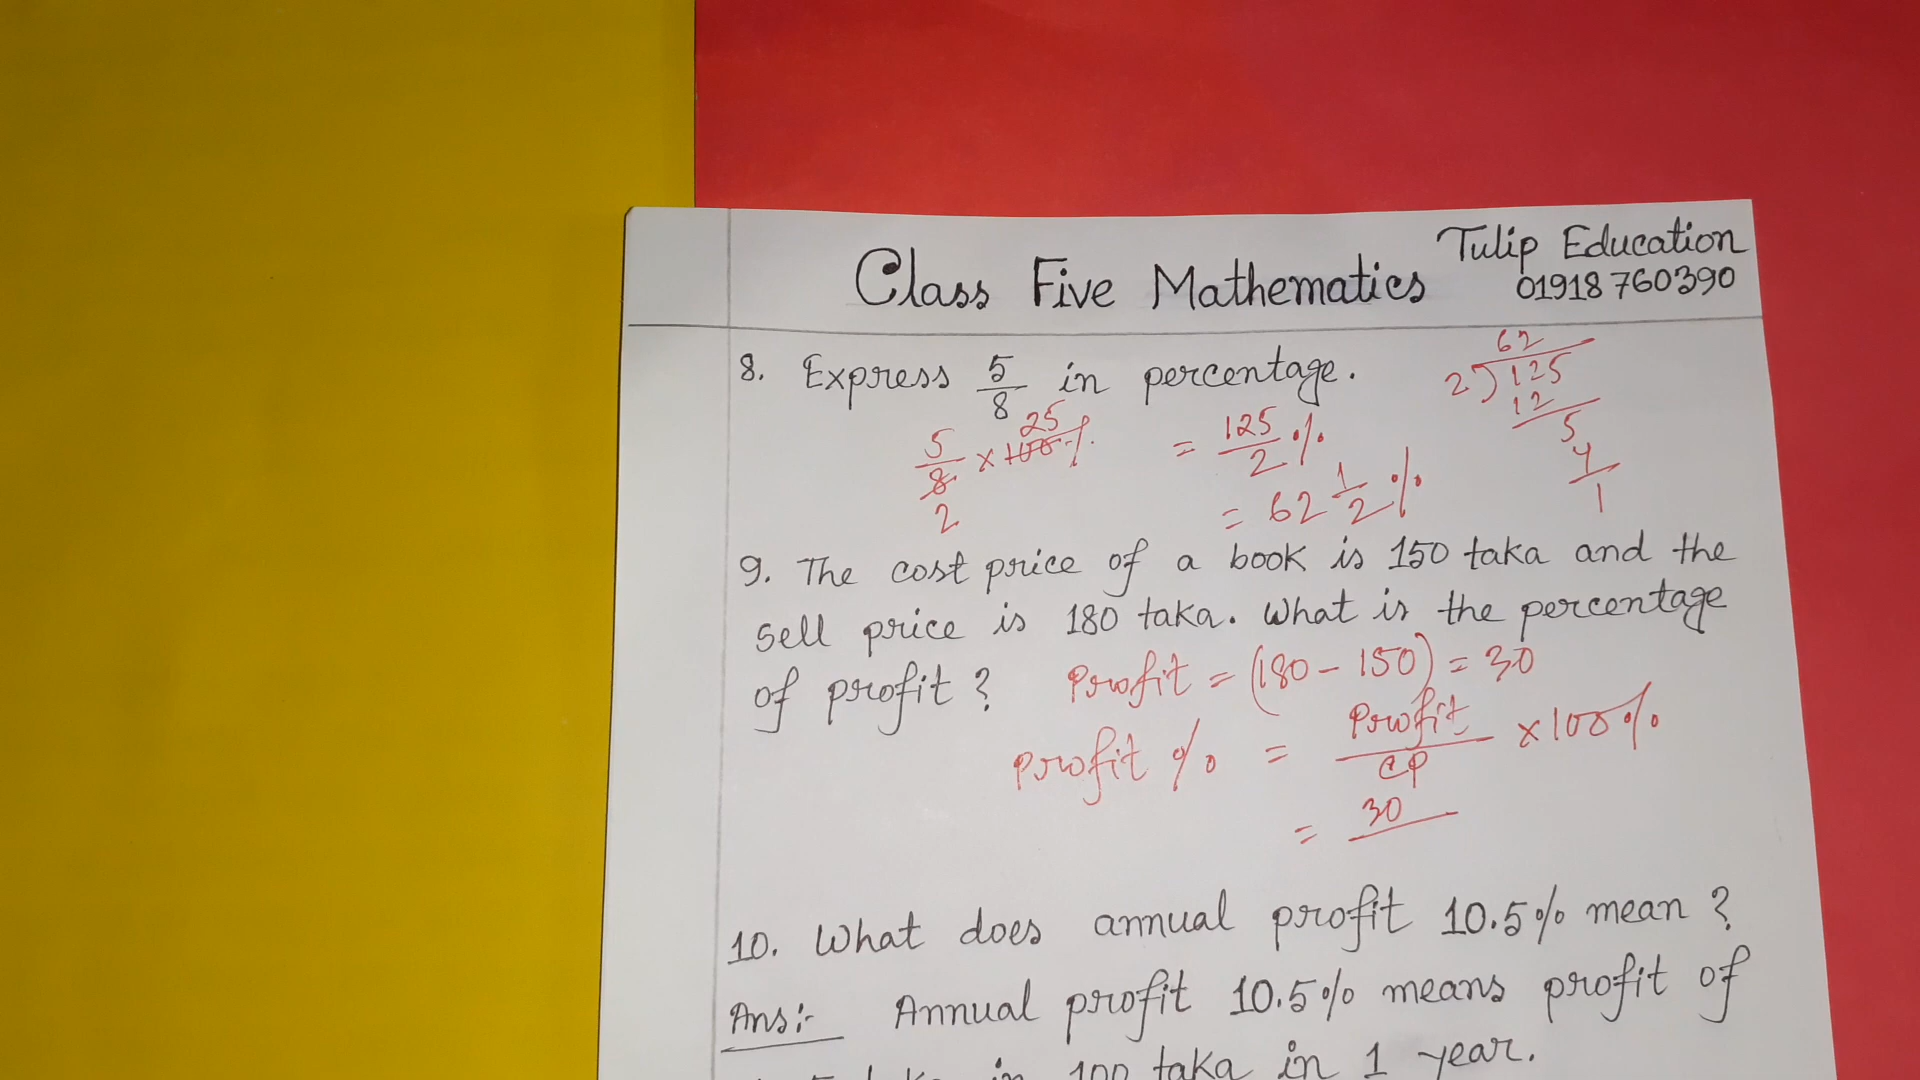 Class Five Mathematics
Tulip Education
01918 760390
8. Express 5/8 in percentage.
5/8 × 100% 25 2
= 125/2 %
= 62 1/2 %
62
2) 125
12
5
4
1
9. The cost price of a book is 150 taka and the
sell price is 180 taka. What is the percentage
of profit ? Profit = (180 - 150) = 30
profit % = Profit/CP × 100%
= 30
10. What does annual profit 10.5% mean ?
Ans:- Annual profit 10.5% means profit of
in 100 taka in 1 year.